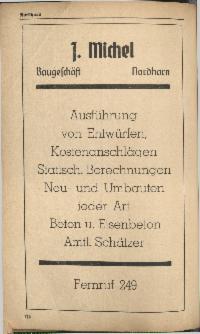 Nordhorn
J. Michel
Baugeschäft Nordhorn
Ausführung
von Entwürfen,
Kostenanschlägen
Statisch. Berechnungen
Neu- und Umbauten
jeder Art
Beton u. Eisenbeton
Amtl. Schätzer
Fernruf 249